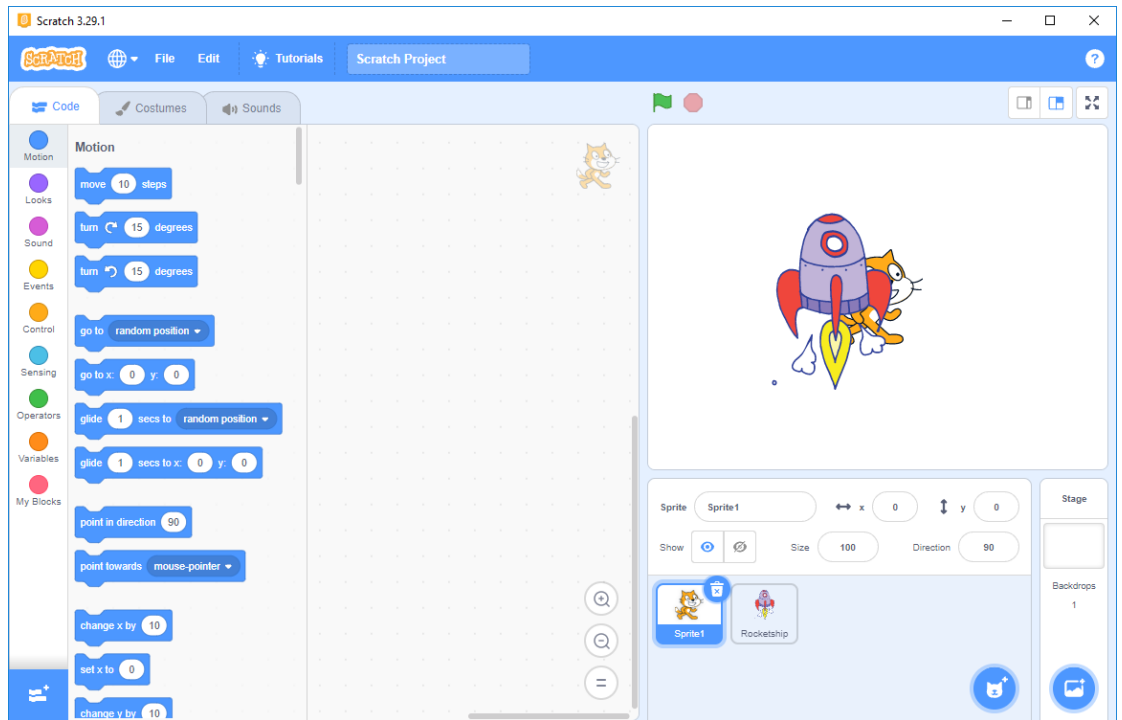 Scratch 3.29.1
SCRATCH File Edit Tutorials Scratch Project ?
Code Costumes Sounds
Motion
Looks
Sound
Events
Control
Sensing
Operators
Variables
My Blocks
Motion
move 10 steps
turn 15 degrees
turn 15 degrees
go to random position
go to x: 0 y: 0
glide 1 secs to random position
glide 1 secs to x: 0 y: 0
point in direction 90
point towards mouse-pointer
change x by 10
set x to 0
change y by 10
Sprite Sprite1 x 0 y 0
Show Size 100 Direction 90
Sprite1 Rocketship
Stage
Backdrops
1